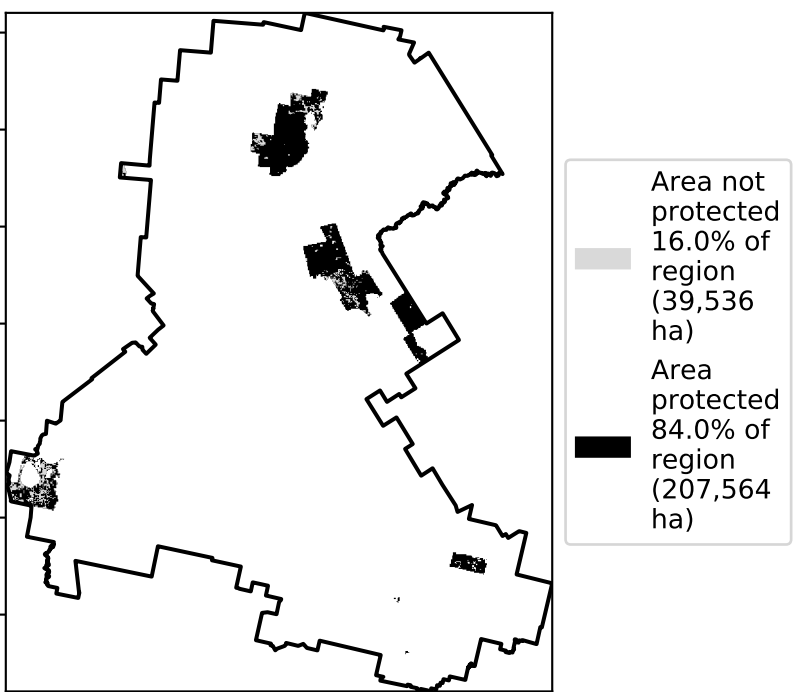 Area not
protected
16.0% of
region
(39,536
ha)
Area
protected
84.0% of
region
(207,564
ha)